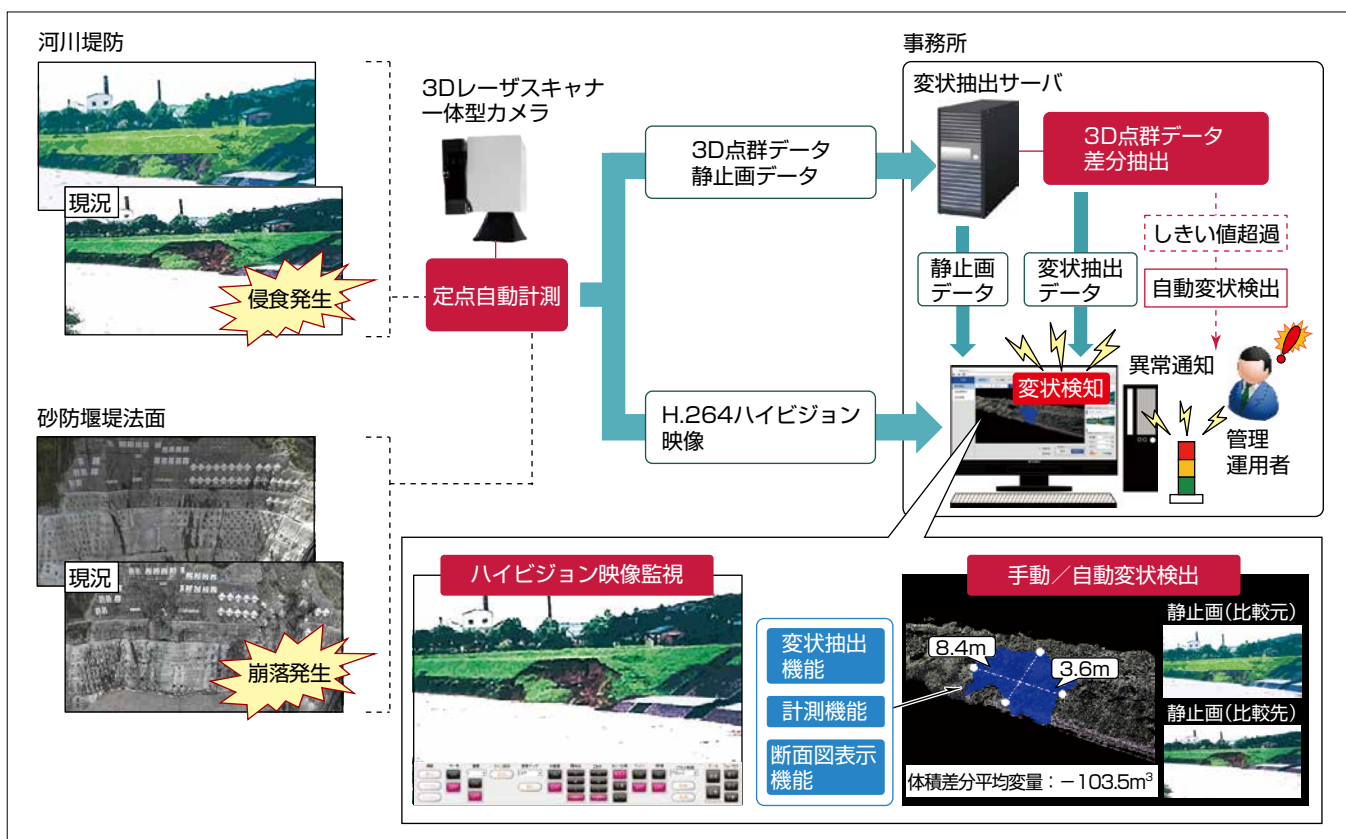 河川堤防
現況
侵食発生
砂防堰堤法面
現況
崩落発生
3Dレーザスキャナ
一体型カメラ
定点自動計測
3D点群データ
静止画データ
H.264ハイビジョン
映像
事務所
変状抽出サーバ
3D点群データ
差分抽出
しきい値超過
自動変状検出
静止画
データ
変状抽出
データ
変状検知
異常通知
管理
運用者
ハイビジョン映像監視
変状抽出
機能
計測機能
断面図表示
機能
手動／自動変状検出
8.4m
3.6m
体積差分平均変量：－103.5m³
静止画(比較元)
静止画(比較先)